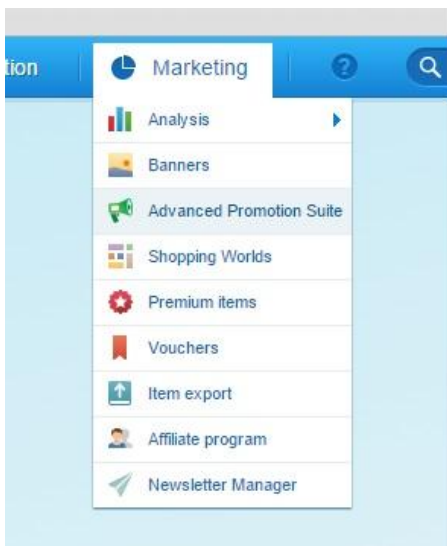 tion
Marketing
?
Analysis
Banners
Advanced Promotion Suite
Shopping Worlds
Premium items
Vouchers
Item export
Affiliate program
Newsletter Manager